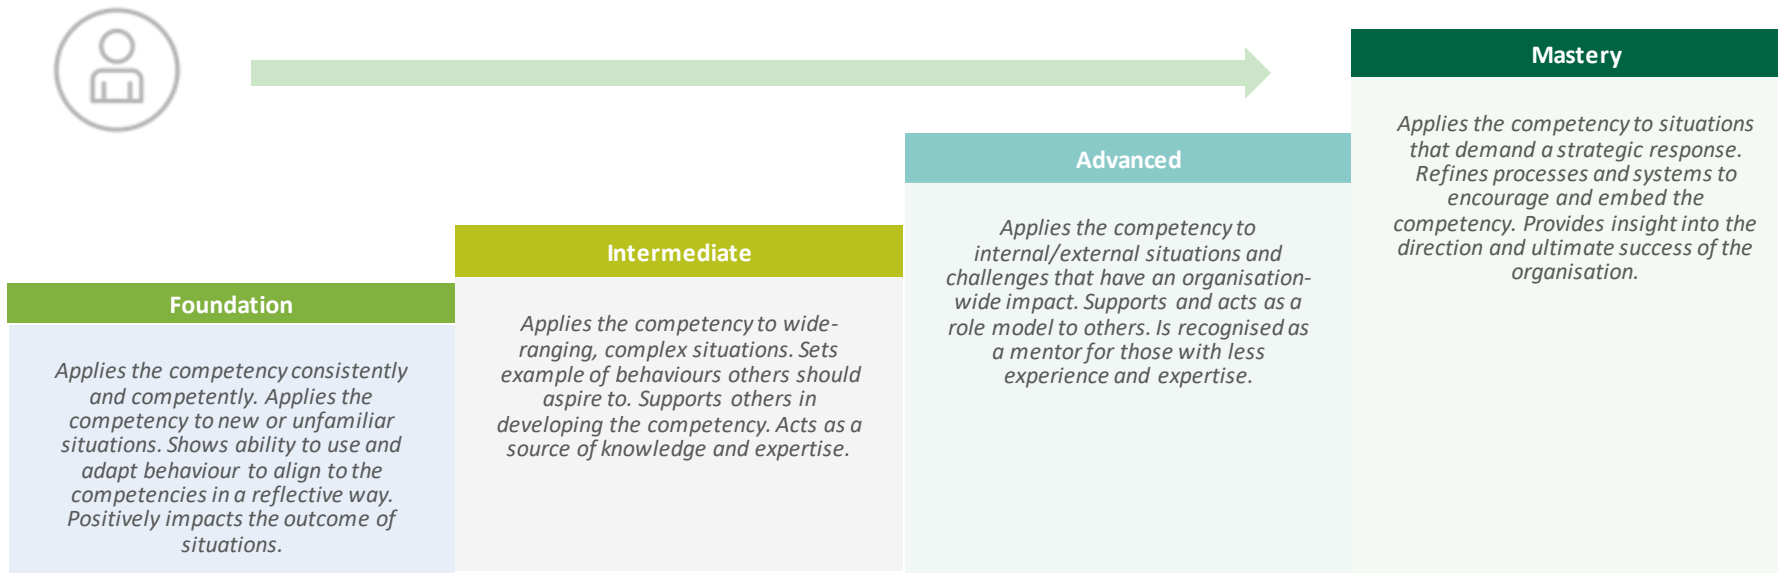 Foundation
Applies the competency consistently
and competently. Applies the
competency to new or unfamiliar
situations. Shows ability to use and
adapt behaviour to align to the
competencies in a reflective way.
Positively impacts the outcome of
situations.
Intermediate
Applies the competency to wide-
ranging, complex situations. Sets
example of behaviours others should
aspire to. Supports others in
developing the competency. Acts as a
source of knowledge and expertise.
Advanced
Applies the competency to
internal/external situations and
challenges that have an organisation-
wide impact. Supports and acts as a
role model to others. Is recognised as
a mentor for those with less
experience and expertise.
Mastery
Applies the competency to situations
that demand a strategic response.
Refines processes and systems to
encourage and embed the
competency. Provides insight into the
direction and ultimate success of the
organisation.